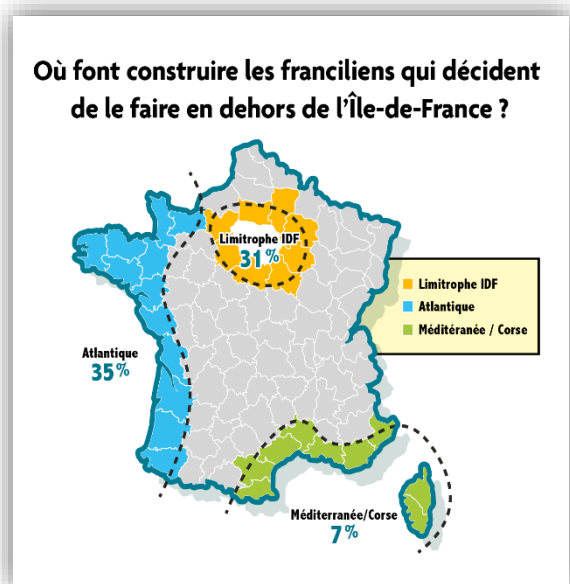 Où font construire les franciliens qui décident
de le faire en dehors de l'Île-de-France ?
Limitrophe IDF
31%
Limitrophe IDF
Atlantique
Méditéranée / Corse
Atlantique
35%
Méditerranée/Corse
7%